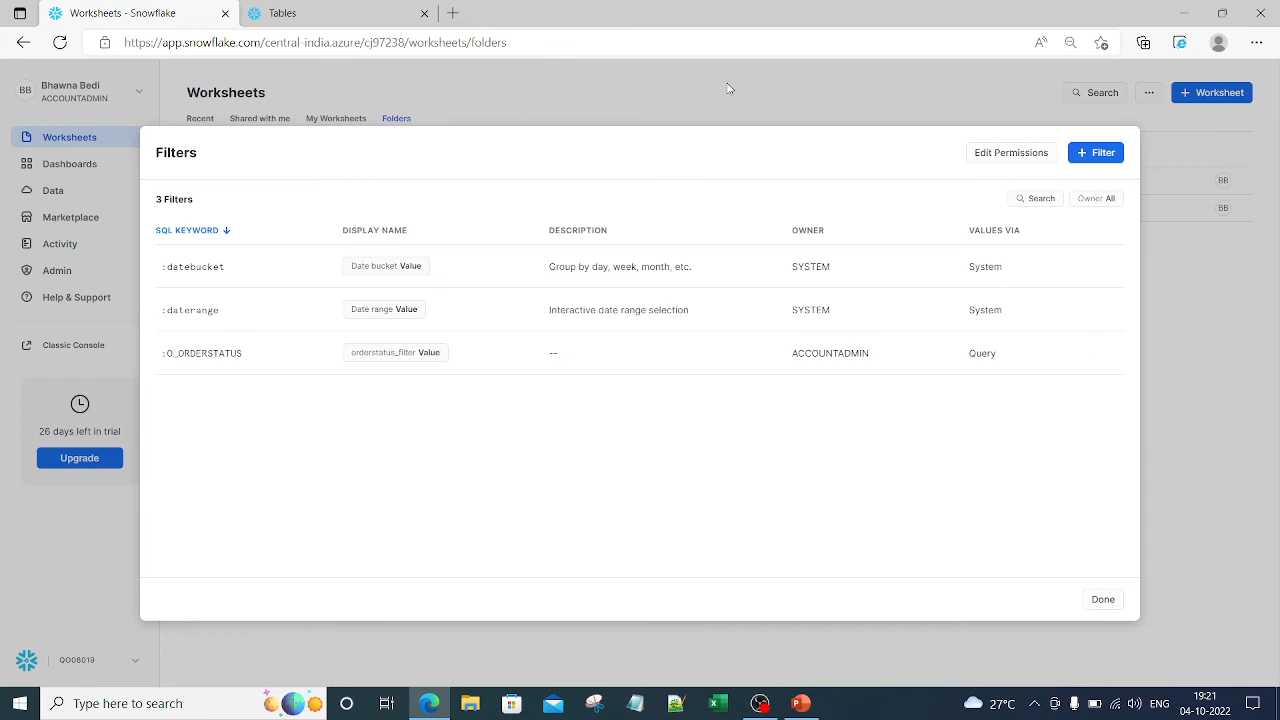 Worksheets - Snowflake
Tables
https://app.snowflake.com/central-india.azure/cj97238/worksheets/folders
BB
Bhawna Bedi
ACCOUNTADMIN
Worksheets
Search
+ Worksheet
Recent
Shared with me
My Worksheets
Folders
Worksheets
Dashboards
Data
Marketplace
Activity
Admin
Help & Support
Classic Console
26 days left in trial
Upgrade
QO06019
BB
BB
Filters
Edit Permissions
+ Filter
3 Filters
Search
Owner All
SQL KEYWORD
DISPLAY NAME
DESCRIPTION
OWNER
VALUES VIA
:datebucket
Date bucket Value
Group by day, week, month, etc.
SYSTEM
System
:daterange
Date range Value
Interactive date range selection
SYSTEM
System
:O_ORDERSTATUS
orderstatus_filter Value
--
ACCOUNTADMIN
Query
Done
Type here to search
27°C
ENG
19:21
04-10-2022